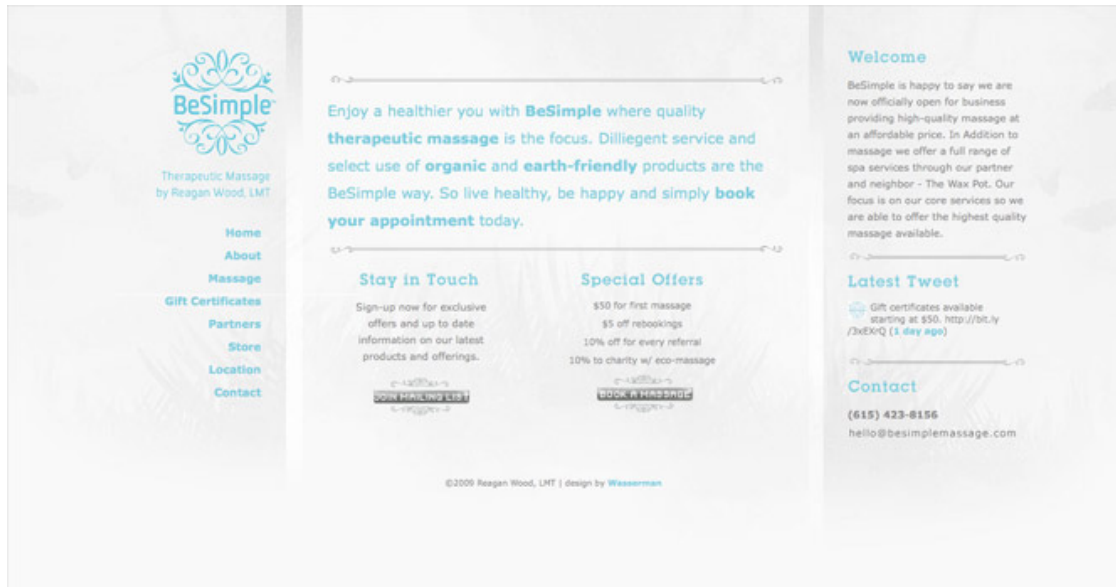 BeSimple™
Therapeutic Massage
by Reagan Wood, LMT
Home
About
Massage
Gift Certificates
Partners
Store
Location
Contact
Enjoy a healthier you with BeSimple where quality
therapeutic massage is the focus. Dilliegent service and
select use of organic and earth-friendly products are the
BeSimple way. So live healthy, be happy and simply book
your appointment today.
Stay in Touch
Sign-up now for exclusive
offers and up to date
information on our latest
products and offerings.
JOIN MAILING LIST
Special Offers
$50 for first massage
$5 off rebookings
10% off for every referral
10% to charity w/ eco-massage
BOOK A MASSAGE
Welcome
BeSimple is happy to say we are
now officially open for business
providing high-quality massage at
an affordable price. In Addition to
massage we offer a full range of
spa services through our partner
and neighbor - The Wax Pot. Our
focus is on our core services so we
are able to offer the highest quality
massage available.
Latest Tweet
Gift certificates available
starting at $50. http://bit.ly
/3xEXrQ (1 day ago)
Contact
(615) 423-8156
hello@besimplemassage.com
©2009 Reagan Wood, LMT | design by Wasserman